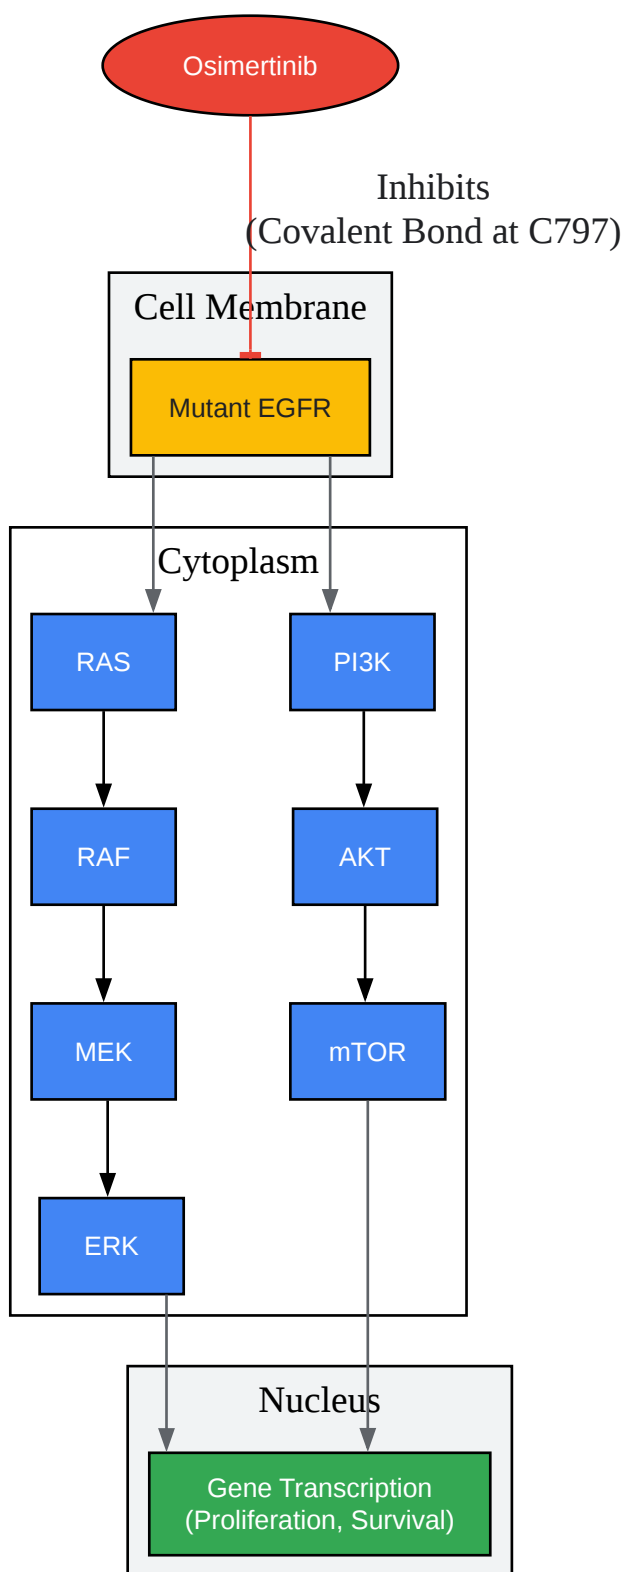 Osimertinib
Inhibits
(Covalent Bond at C797)
Cell Membrane
Mutant EGFR
Cytoplasm
RAS
PI3K
RAF
AKT
MEK
mTOR
ERK
Nucleus
Gene Transcription
(Proliferation, Survival)